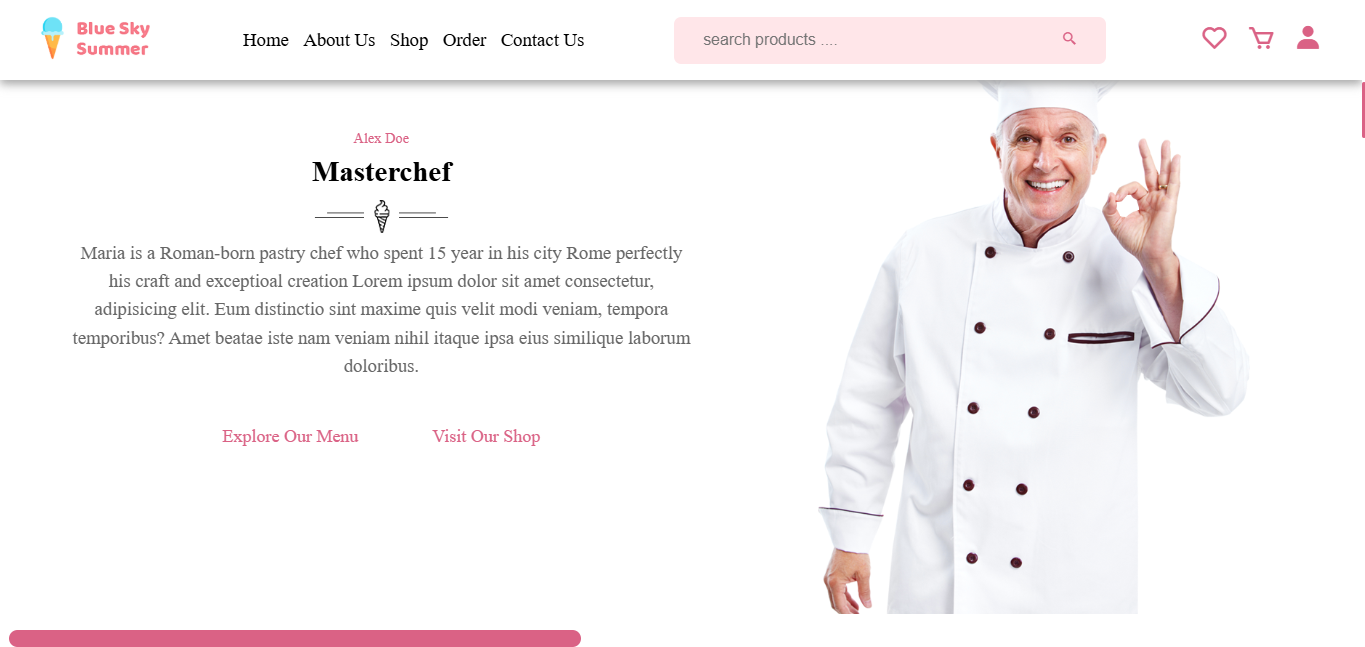 Blue Sky
Summer
Home About Us Shop Order Contact Us
search products ....
Alex Doe
Masterchef
Maria is a Roman-born pastry chef who spent 15 year in his city Rome perfectly
his craft and exceptioal creation Lorem ipsum dolor sit amet consectetur,
adipisicing elit. Eum distinctio sint maxime quis velit modi veniam, tempora
temporibus? Amet beatae iste nam veniam nihil itaque ipsa eius similique laborum
doloribus.
Explore Our Menu Visit Our Shop